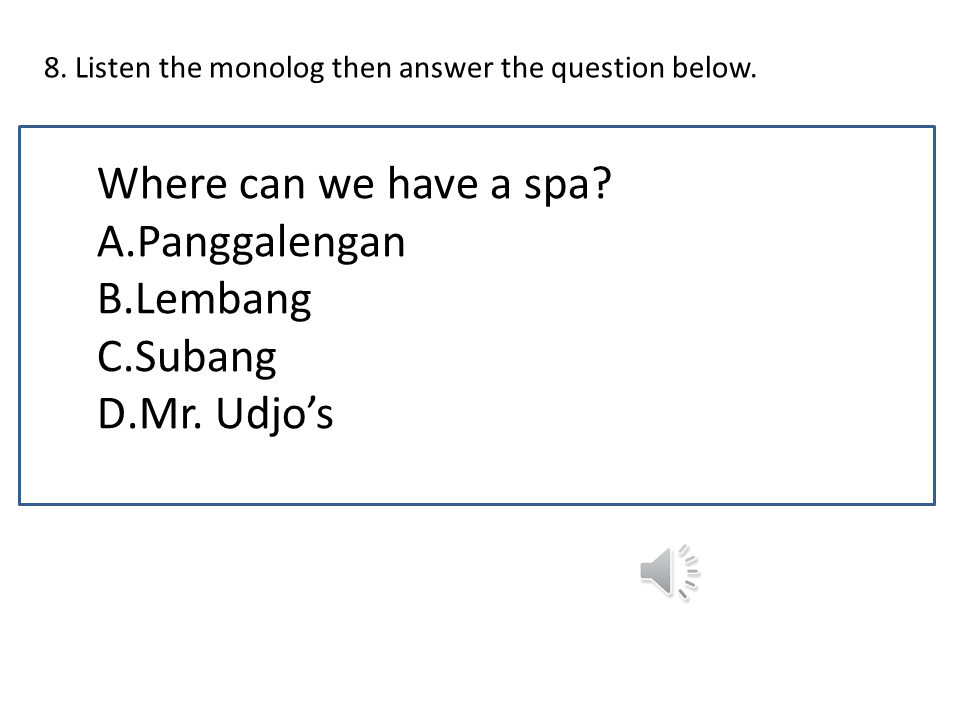 8. Listen the monolog then answer the question below.
Where can we have a spa?
A.Panggalengan
B.Lembang
C.Subang
D.Mr. Udjo’s